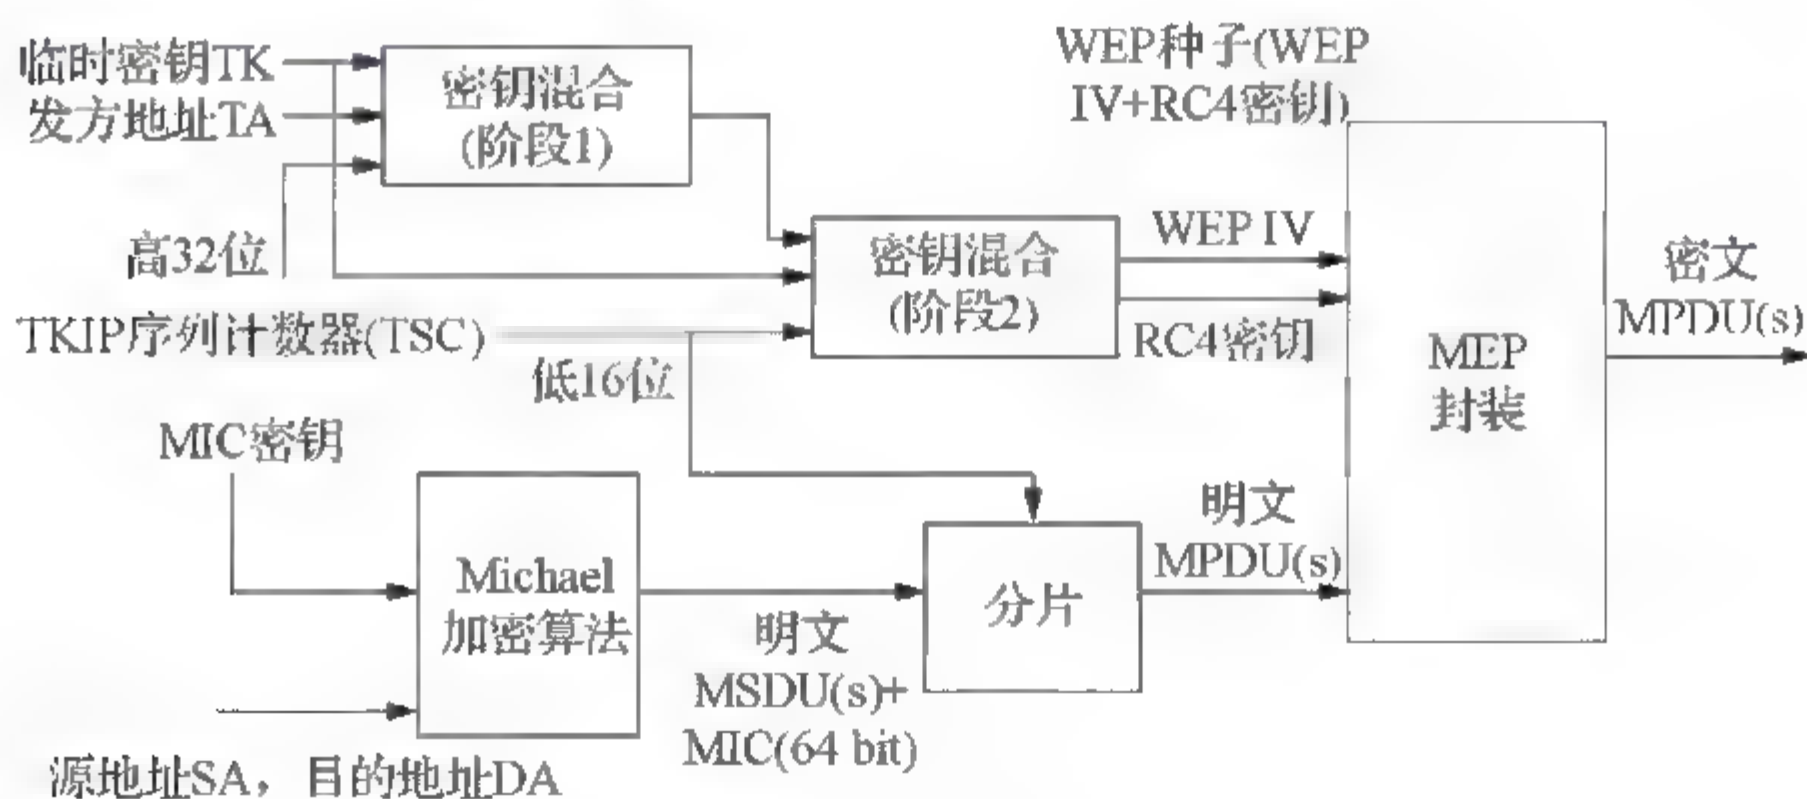 临时密钥TK
发方地址TA
高32位
TKIP序列计数器(TSC)
低16位
密钥混合
(阶段1)
密钥混合
(阶段2)
WEP种子(WEP
IV+RC4密钥)
WEP IV
RC4密钥
MEP
封装
密文
MPDU(s)
MIC密钥
Michael
加密算法
源地址SA，目的地址DA
明文
MSDU(s)+
MIC(64 bit)
分片
明文
MPDU(s)